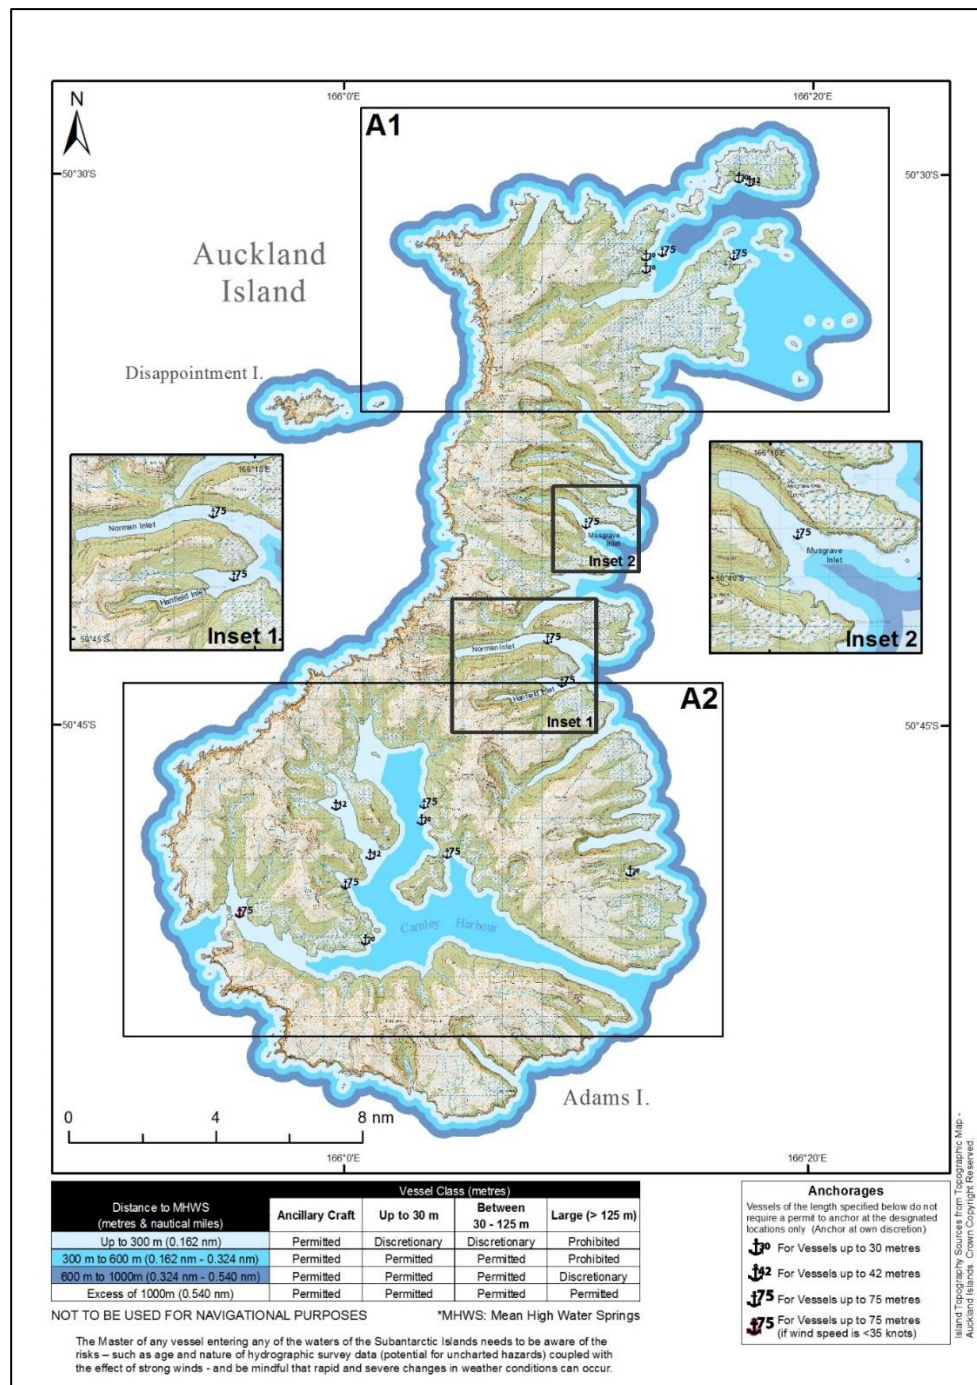 166°0'E
166°20'E
N
A1
50°30'S
50°30'S
30
42
Auckland
Island
30
75
75
30
Disappointment I.
166°10'E
75
Norman Inlet
75
Hanfield Inlet
50°45'S
Inset 1
75
Musgrave
Inlet
Inset 2
166°10'E
75
Musgrave
Inlet
50°40'S
Inset 2
75
Norman Inlet
75
Hanfield Inlet
Inset 1
A2
50°45'S
50°45'S
42
75
30
42
75
75
30
75
Carnley Harbour
30
Adams I.
0 4 8 nm
166°0'E
166°20'E
Island Topography Sources from Topographic Map -
Auckland Islands. Crown Copyright Reserved.
Vessel Class (metres)
Distance to MHWS
(metres & nautical miles)
Ancillary Craft
Up to 30 m
Between
30 - 125 m
Large (> 125 m)
Up to 300 m (0.162 nm) Permitted Discretionary Discretionary Prohibited
300 m to 600 m (0.162 nm - 0.324 nm) Permitted Permitted Permitted Prohibited
600 m to 1000m (0.324 nm - 0.540 nm) Permitted Permitted Permitted Discretionary
Excess of 1000m (0.540 nm) Permitted Permitted Permitted Permitted
NOT TO BE USED FOR NAVIGATIONAL PURPOSES *MHWS: Mean High Water Springs
The Master of any vessel entering any of the waters of the Subantarctic Islands needs to be aware of the
risks – such as age and nature of hydrographic survey data (potential for uncharted hazards) coupled with
the effect of strong winds - and be mindful that rapid and severe changes in weather conditions can occur.
Anchorages
Vessels of the length specified below do not
require a permit to anchor at the designated
locations only (Anchor at own discretion)
30 For Vessels up to 30 metres
42 For Vessels up to 42 metres
75 For Vessels up to 75 metres
75 For Vessels up to 75 metres
(if wind speed is <35 knots)